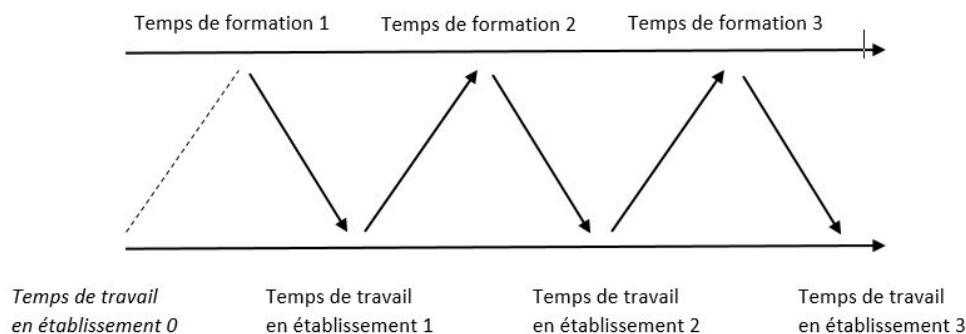 Temps de formation 1
Temps de formation 2
Temps de formation 3
Temps de travail
en établissement 0
Temps de travail
en établissement 1
Temps de travail
en établissement 2
Temps de travail
en établissement 3